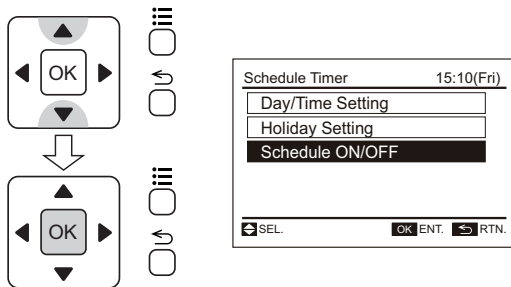 OK
OK
Schedule Timer 15:10(Fri)
Day/Time Setting
Holiday Setting
Schedule ON/OFF
SEL. OK ENT. RTN.